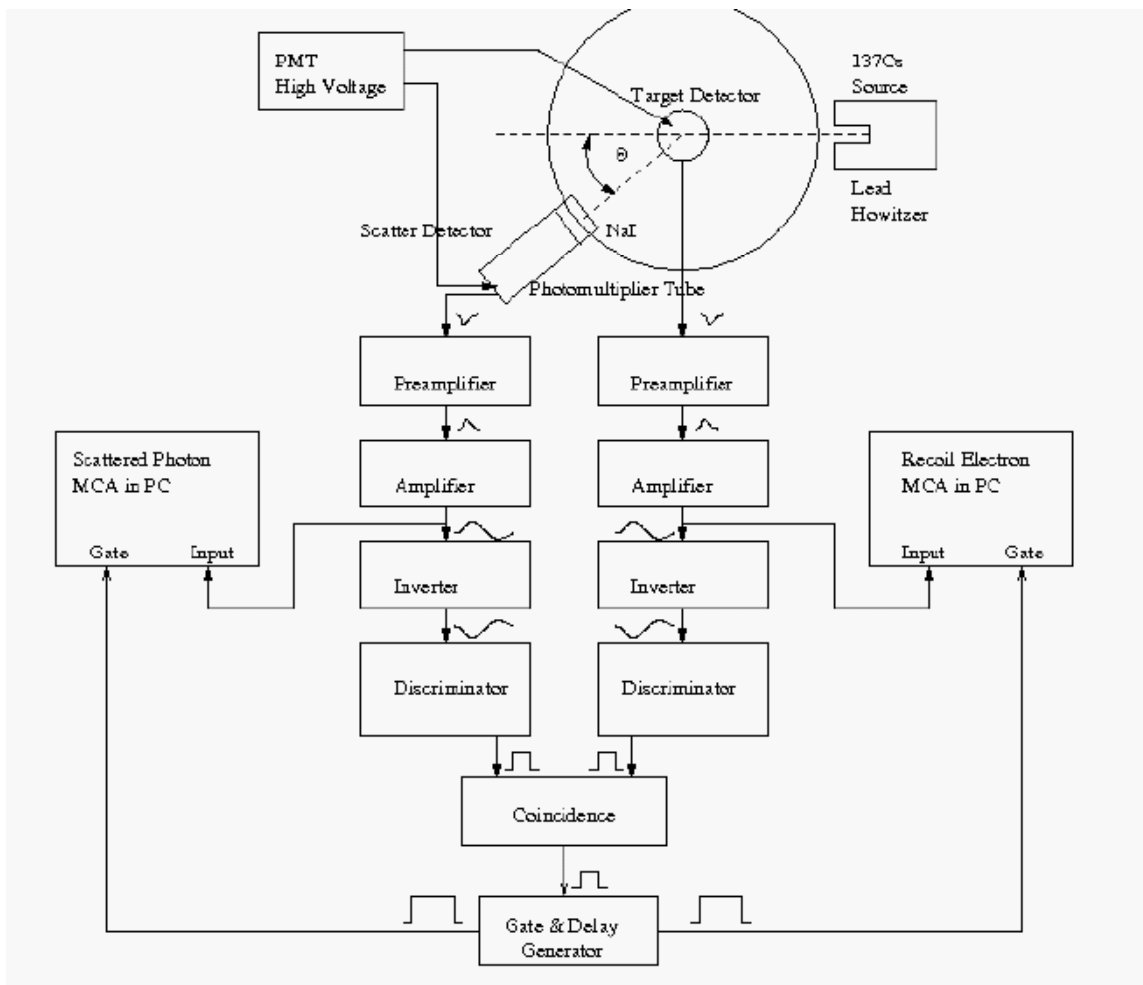 PMT
High Voltage
137Cs
Source
Target Detector
Θ
Lead
Howitzer
Scatter Detector
NaI
Photomultiplier Tube
Preamplifier
Preamplifier
Scattered Photon
MCA in PC
Gate
Input
Amplifier
Amplifier
Recoil Electron
MCA in PC
Input
Gate
Inverter
Inverter
Discriminator
Discriminator
Coincidence
Gate & Delay
Generator